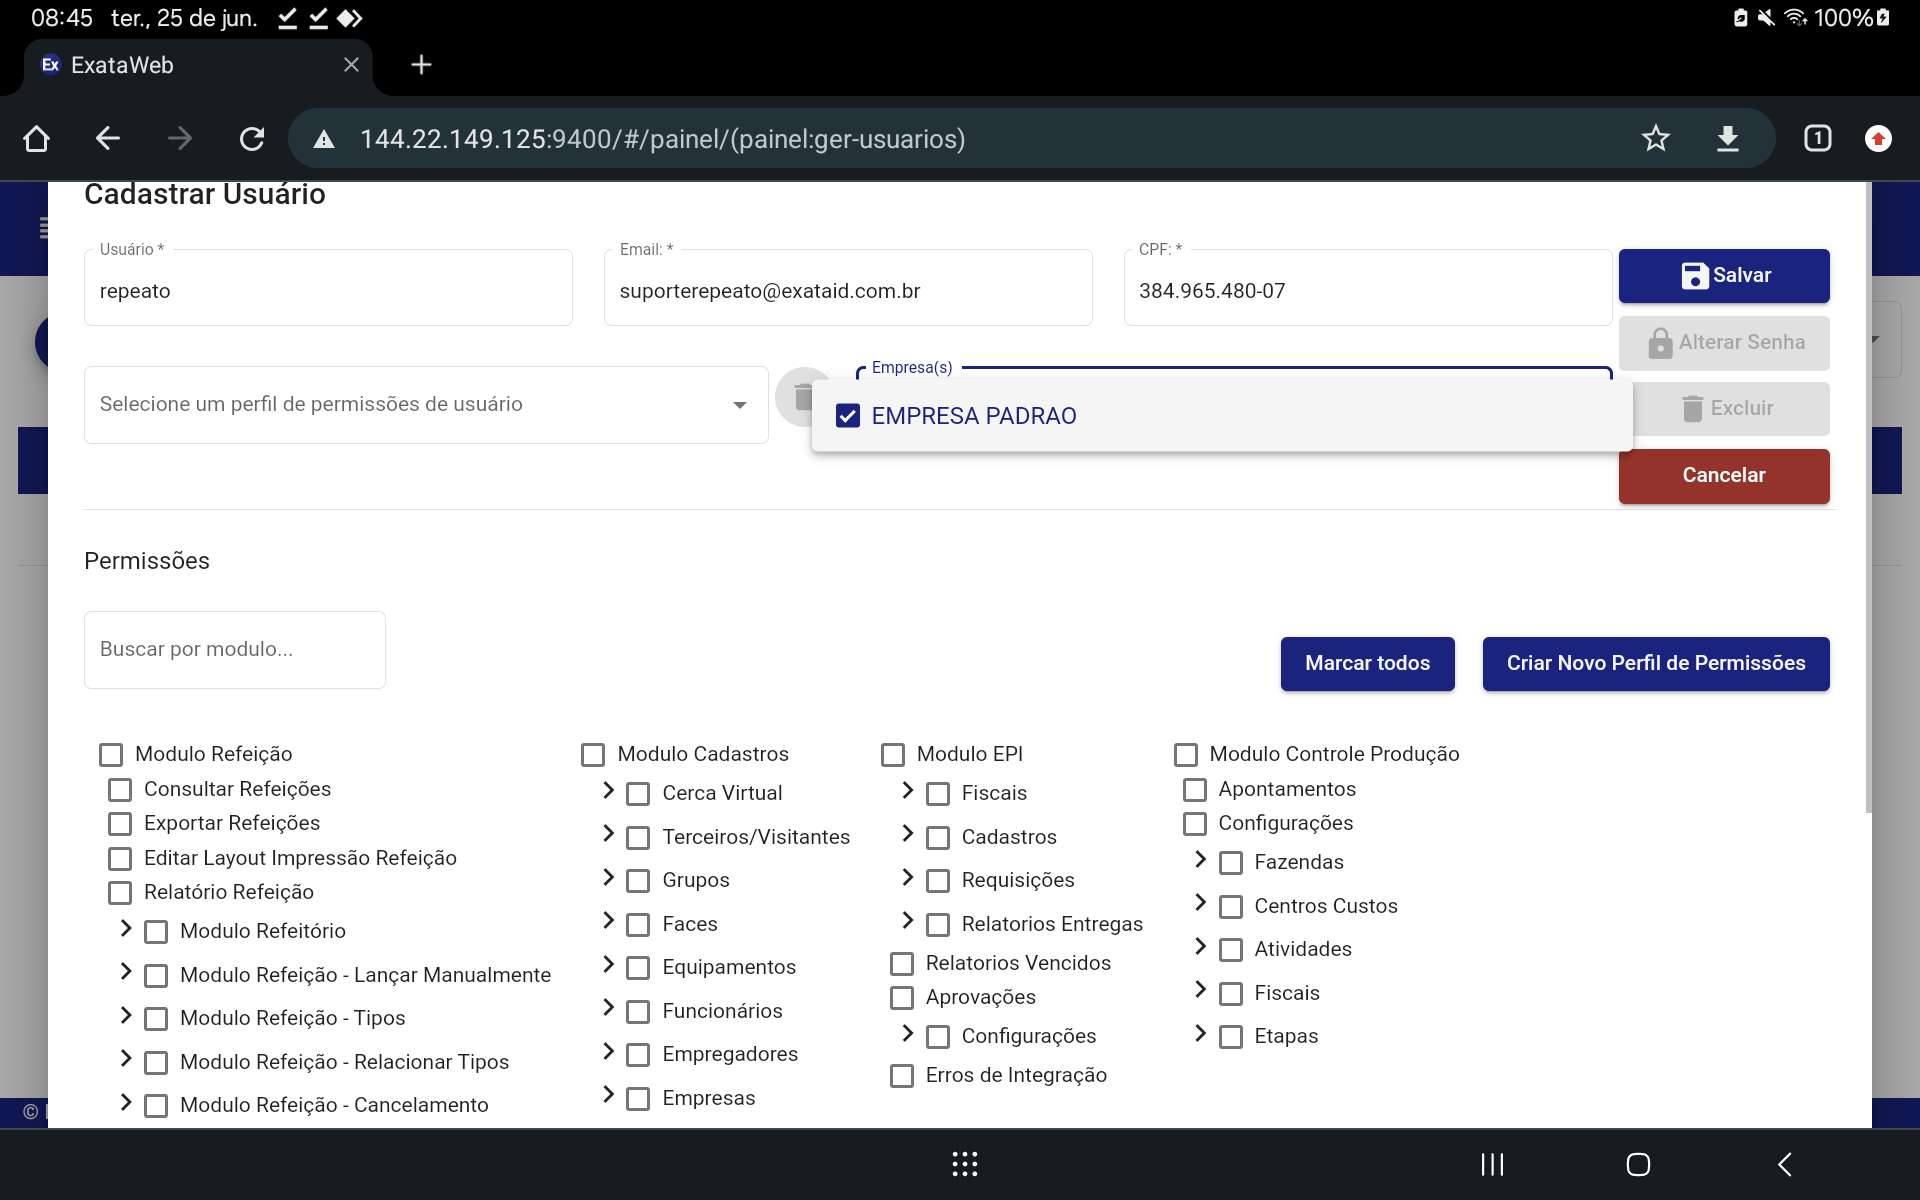 08:45 ter., 25 de jun.
100%
Ex ExataWeb
144.22.149.125:9400/#/painel/(painel:ger-usuarios)
1
Cadastrar Usuário
Usuário *
Email: *
CPF: *
repeato
suporterepeato@exataid.com.br
384.965.480-07
Salvar
Alterar Senha
Empresa(s)
Selecione um perfil de permissões de usuário
EMPRESA PADRAO
Excluir
Cancelar
Permissões
Buscar por modulo...
Marcar todos
Criar Novo Perfil de Permissões
Modulo Refeição
Consultar Refeições
Exportar Refeições
Editar Layout Impressão Refeição
Relatório Refeição
Modulo Refeitório
Modulo Refeição - Lançar Manualmente
Modulo Refeição - Tipos
Modulo Refeição - Relacionar Tipos
Modulo Refeição - Cancelamento
Modulo Cadastros
Cerca Virtual
Terceiros/Visitantes
Grupos
Faces
Equipamentos
Funcionários
Empregadores
Empresas
Modulo EPI
Fiscais
Cadastros
Requisições
Relatorios Entregas
Relatorios Vencidos
Aprovações
Configurações
Erros de Integração
Modulo Controle Produção
Apontamentos
Configurações
Fazendas
Centros Custos
Atividades
Fiscais
Etapas
©